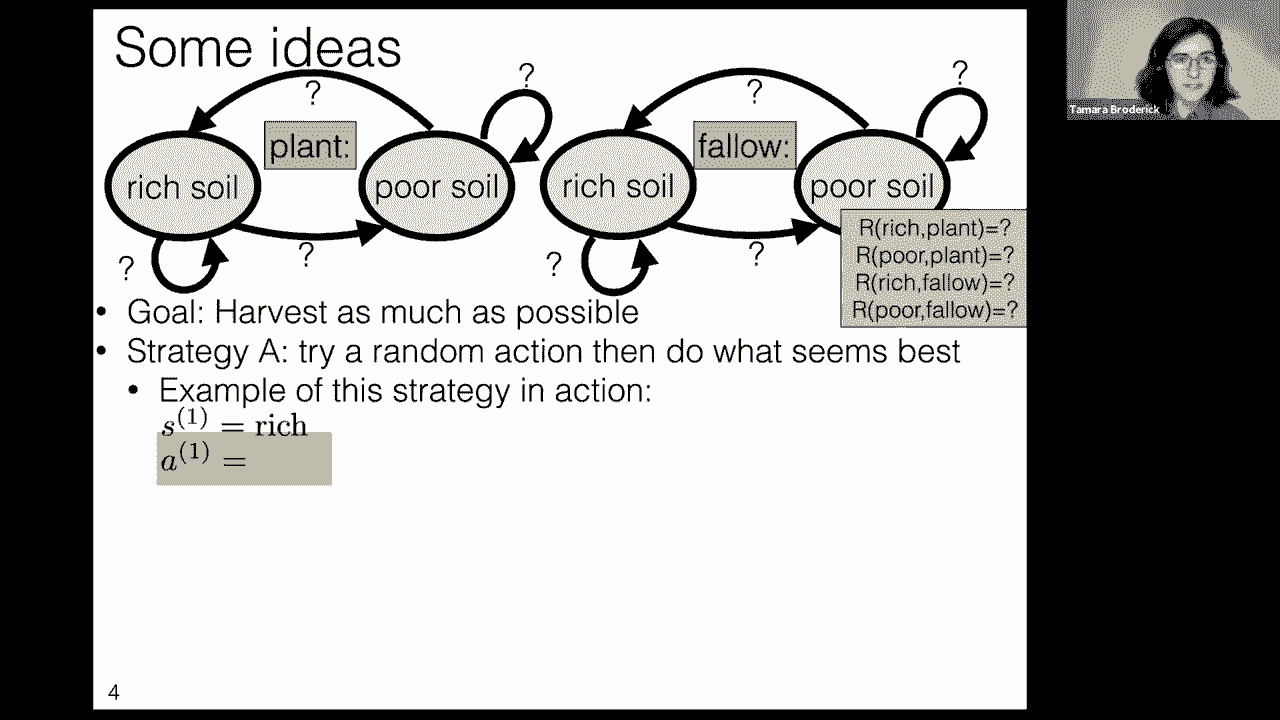 Some ideas
Tamara Broderick
? ? ? ?
plant: fallow:
rich soil poor soil rich soil poor soil
R(rich,plant)=?
R(poor,plant)=?
R(rich,fallow)=?
R(poor,fallow)=?
? ? ? ?
• Goal: Harvest as much as possible
• Strategy A: try a random action then do what seems best
• Example of this strategy in action:
s^(1) = rich
a^(1) =
4